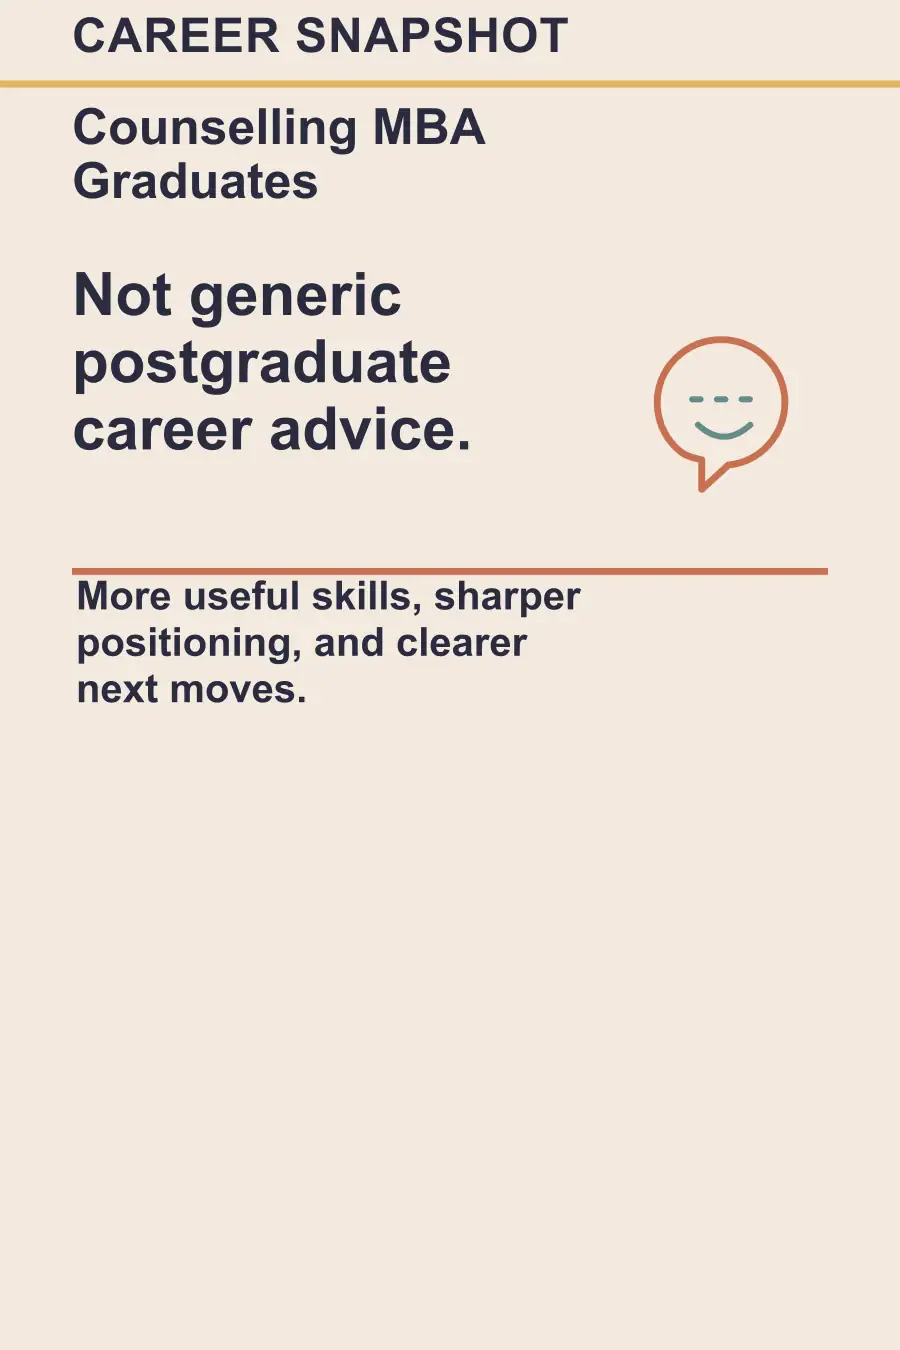 CAREER SNAPSHOT
Counselling MBA
Graduates
Not generic
postgraduate
career advice.
More useful skills, sharper
positioning, and clearer
next moves.